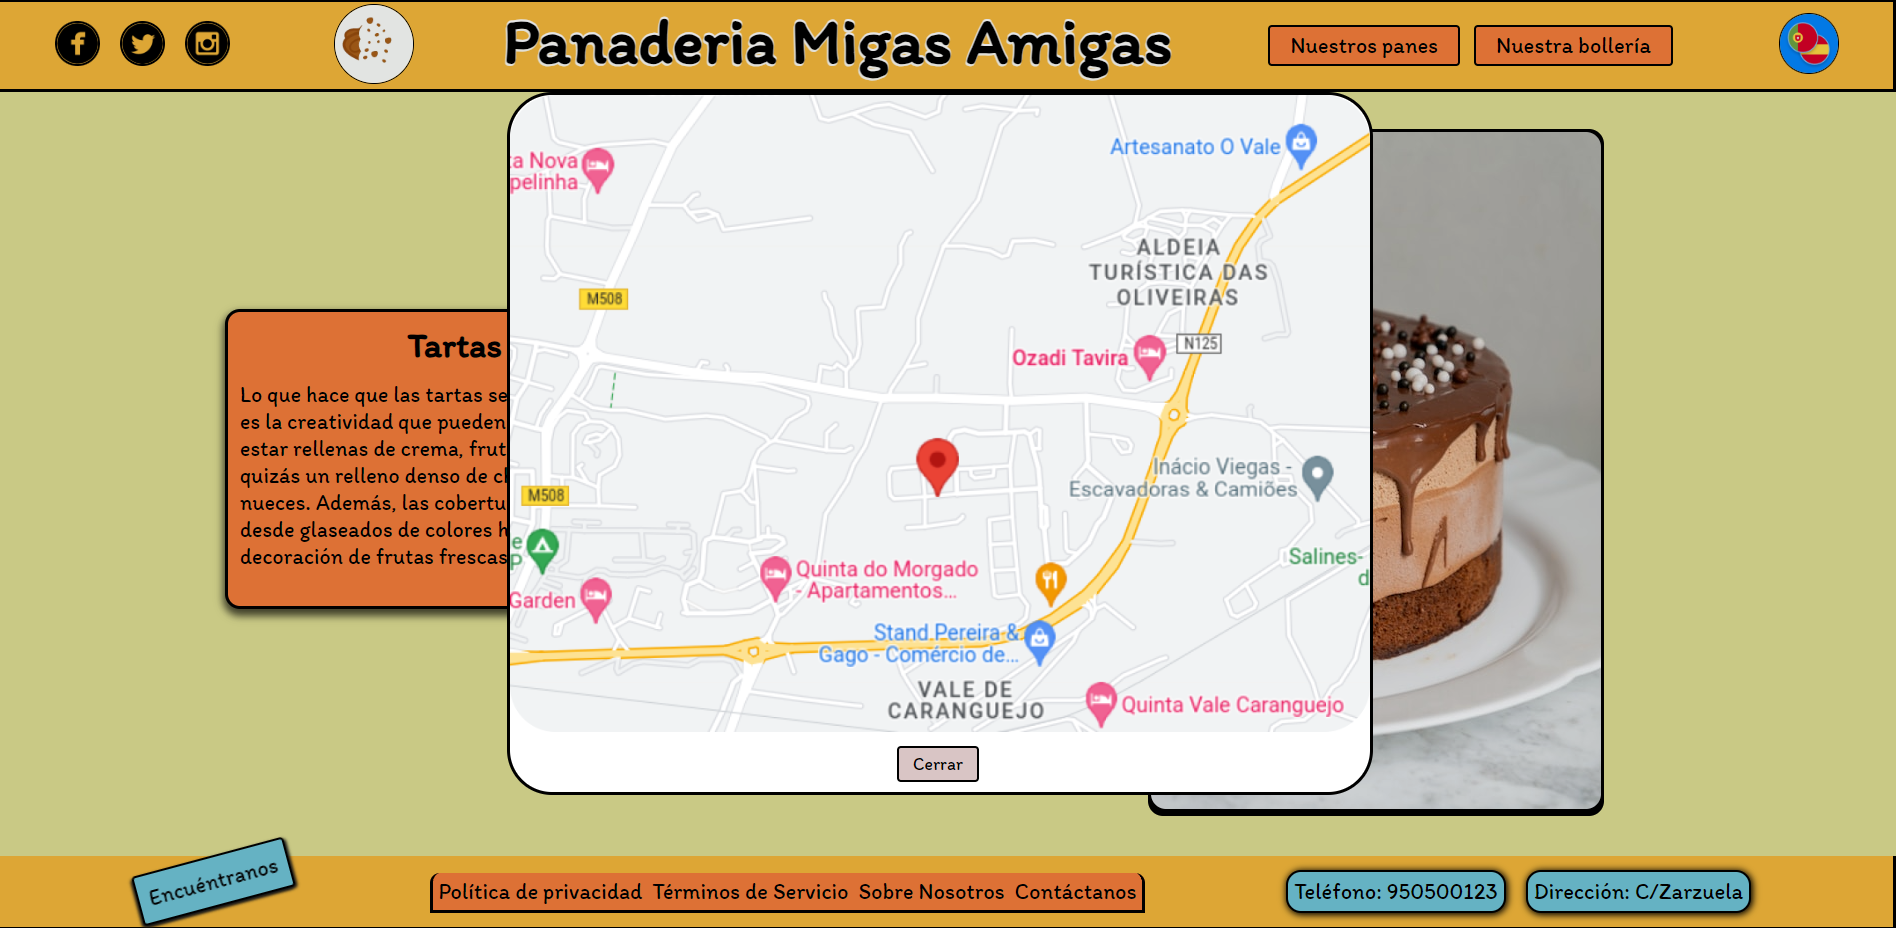 Panaderia Migas Amigas
Nuestros panes
Nuestra bollería
ta Nova
pelinha
Artesanato O Vale
ALDEIA
TURÍSTICA DAS
OLIVEIRAS
M508
N125
Ozadi Tavira
Tartas
Lo que hace que las tartas se
es la creatividad que pueden
estar rellenas de crema, frut
quizás un relleno denso de c
nueces. Además, las cobertu
desde glaseados de colores h
decoración de frutas frescas
Inácio Viegas -
Escavadoras & Camiões
M508
e
P
Salines-
d
Quinta do Morgado
- Apartamentos...
Garden
Stand Pereira &
Gago - Comércio de...
VALE DE
CARANGUEJO
Quinta Vale Caranguejo
Cerrar
Encuéntranos
Política de privacidad Términos de Servicio Sobre Nosotros Contáctanos
Teléfono: 950500123
Dirección: C/Zarzuela